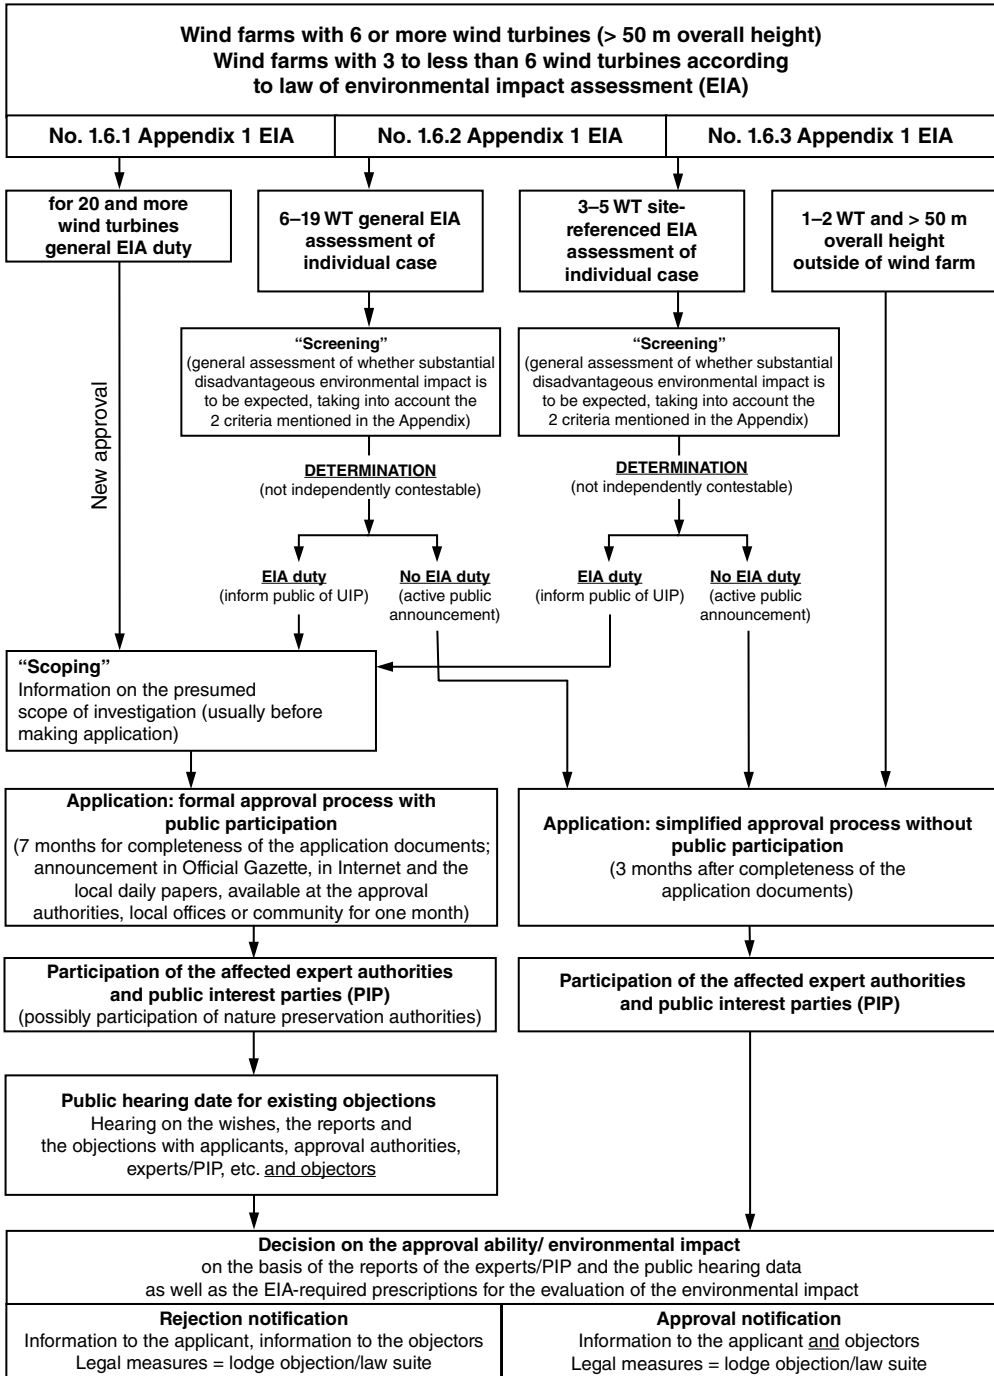 Wind farms with 6 or more wind turbines (> 50 m overall height)
Wind farms with 3 to less than 6 wind turbines according
to law of environmental impact assessment (EIA)
No. 1.6.1 Appendix 1 EIA
No. 1.6.2 Appendix 1 EIA
No. 1.6.3 Appendix 1 EIA
for 20 and more
wind turbines
general EIA duty
6–19 WT general EIA
assessment of
individual case
3–5 WT site-
referenced EIA
assessment of
individual case
1–2 WT and > 50 m
overall height
outside of wind farm
New approval
“Screening”
(general assessment of whether substantial
disadvantageous environmental impact is
to be expected, taking into account the
2 criteria mentioned in the Appendix)
“Screening”
(general assessment of whether substantial
disadvantageous environmental impact is
to be expected, taking into account the
2 criteria mentioned in the Appendix)
DETERMINATION
(not independently contestable)
DETERMINATION
(not independently contestable)
EIA duty
(inform public of UIP)
No EIA duty
(active public
announcement)
EIA duty
(inform public of UIP)
No EIA duty
(active public
announcement)
“Scoping”
Information on the presumed
scope of investigation (usually before
making application)
Application: formal approval process with
public participation
(7 months for completeness of the application documents;
announcement in Official Gazette, in Internet and the
local daily papers, available at the approval
authorities, local offices or community for one month)
Application: simplified approval process without
public participation
(3 months after completeness of the
application documents)
Participation of the affected expert authorities
and public interest parties (PIP)
(possibly participation of nature preservation authorities)
Participation of the affected expert authorities
and public interest parties (PIP)
Public hearing date for existing objections
Hearing on the wishes, the reports and
the objections with applicants, approval authorities,
experts/PIP, etc. and objectors
Decision on the approval ability/ environmental impact
on the basis of the reports of the experts/PIP and the public hearing data
as well as the EIA-required prescriptions for the evaluation of the environmental impact
Rejection notification
Information to the applicant, information to the objectors
Legal measures = lodge objection/law suite
Approval notification
Information to the applicant and objectors
Legal measures = lodge objection/law suite